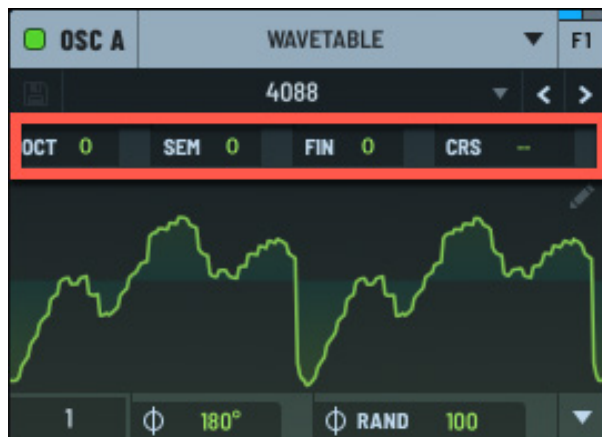 OSC A WAVETABLE F1
4088
OCT 0 SEM 0 FIN 0 CRS --
1 180° RAND 100